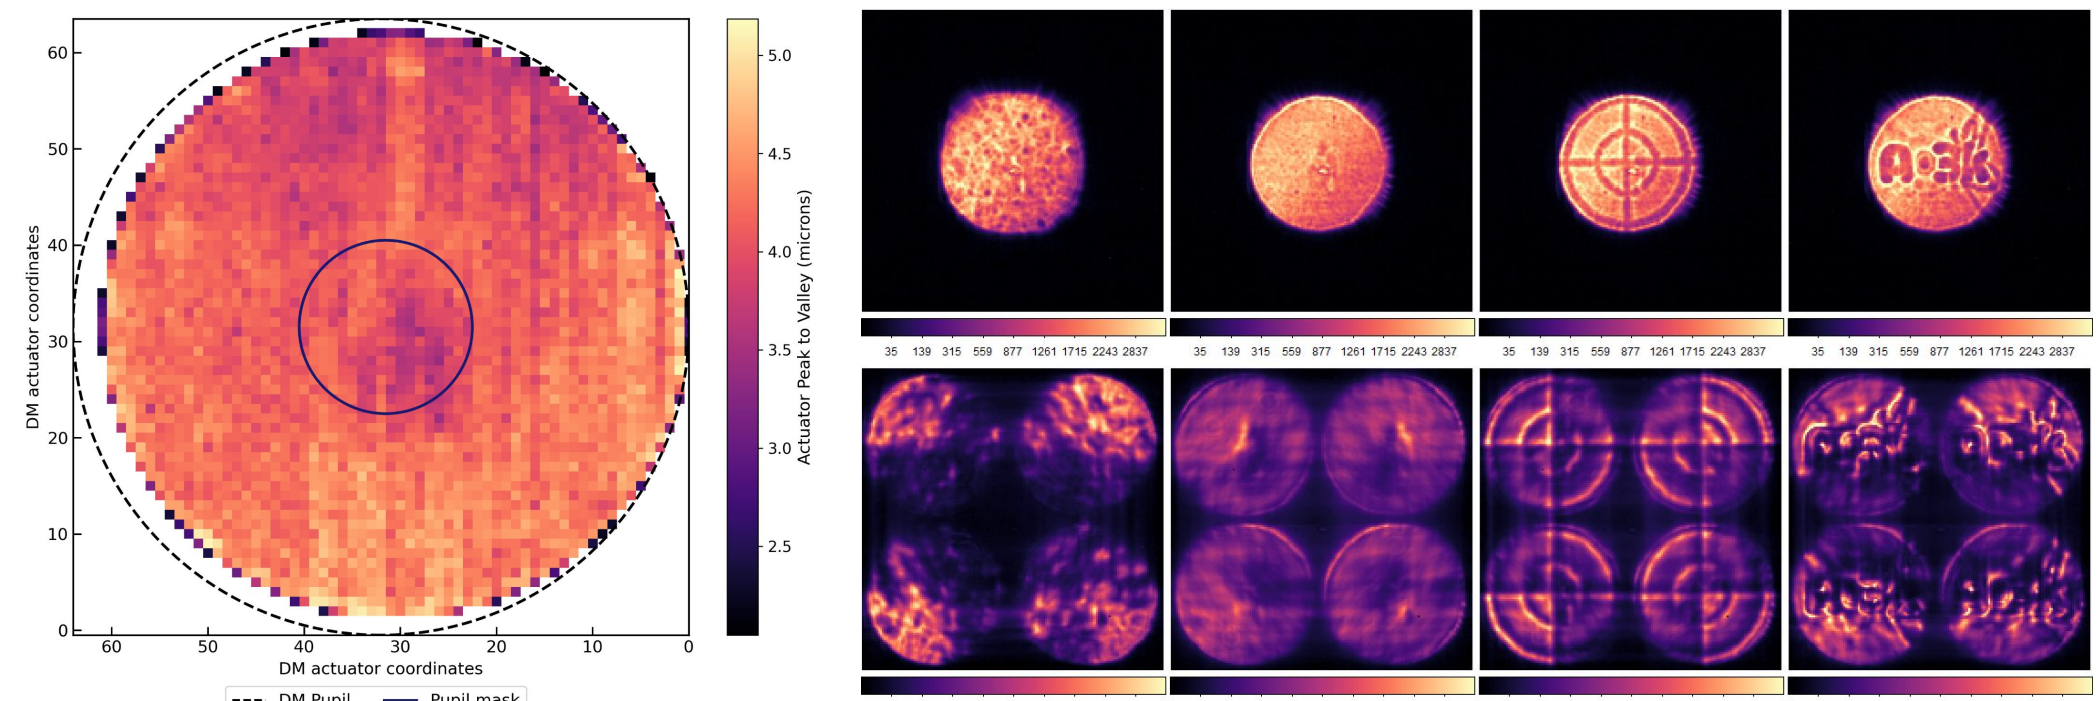 60
50
40
30
20
10
0
DM actuator coordinates
60 50 40 30 20 10 0
DM actuator coordinates
DM Pupil Pupil mask
5.0
4.5
4.0
3.5
3.0
2.5
Actuator Peak to Valley (microns)
35 139 315 559 877 1261 1715 2243 2837
35 139 315 559 877 1261 1715 2243 2837
35 139 315 559 877 1261 1715 2243 2837
35 139 315 559 877 1261 1715 2243 2837